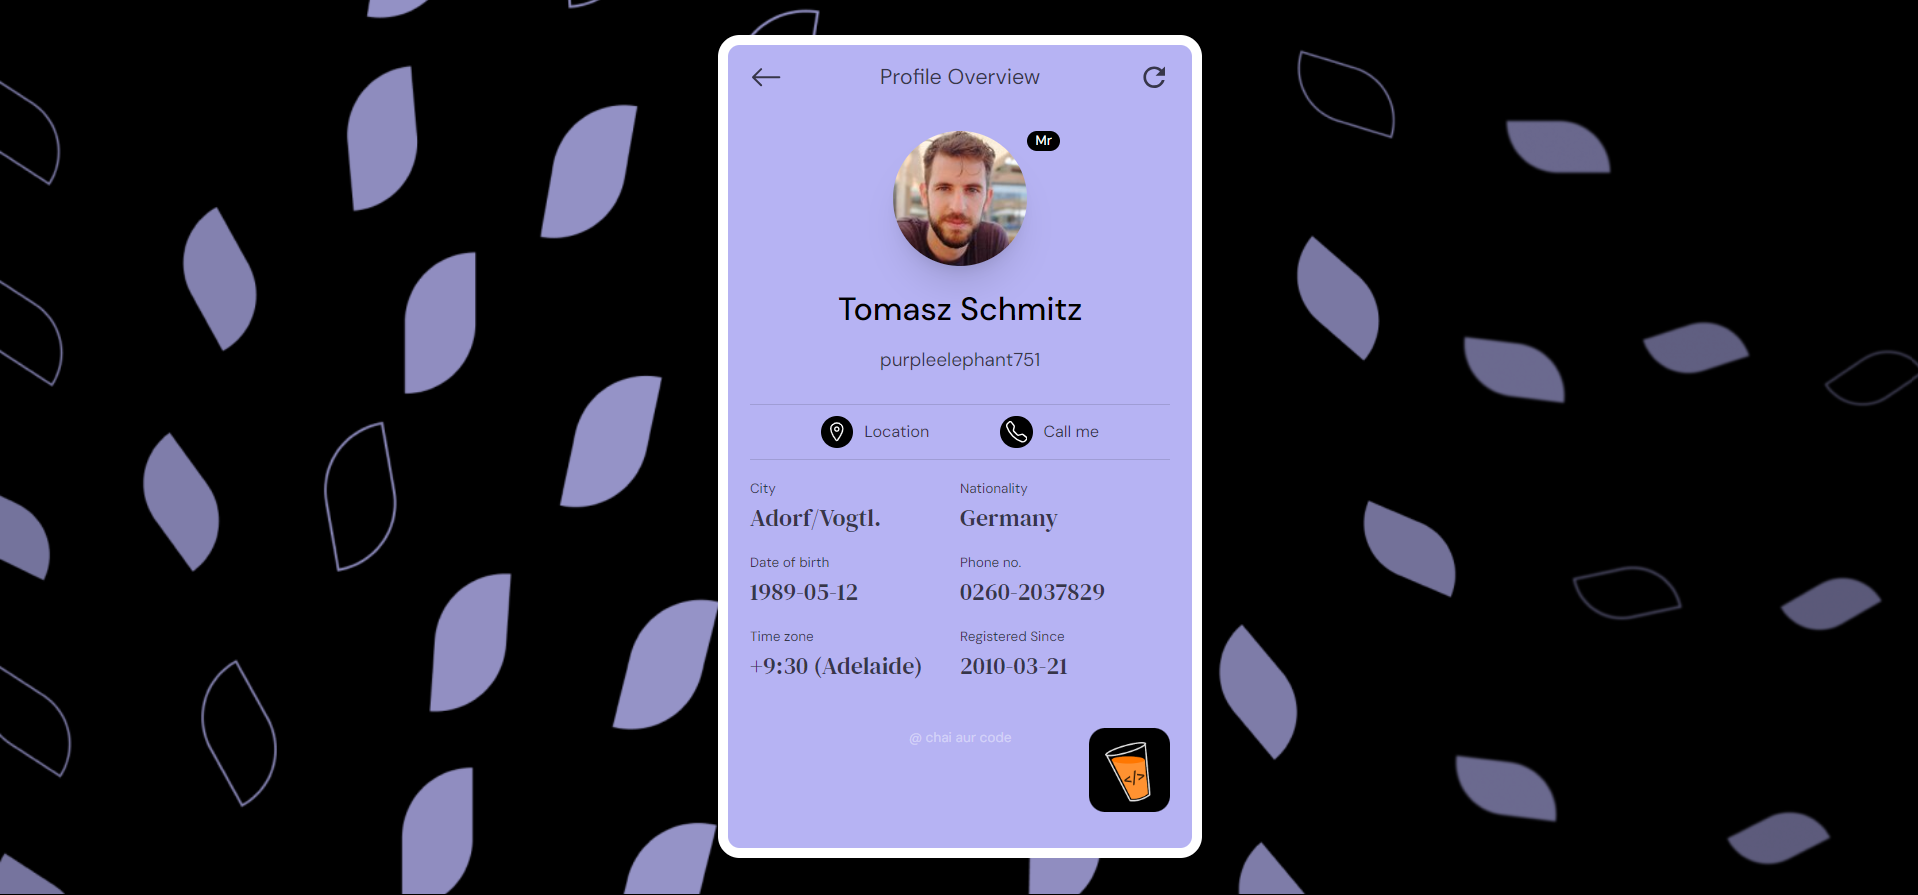 Profile Overview
Mr
Tomasz Schmitz
purpleelephant751
Location Call me
City Nationality
Adorf/Vogtl. Germany
Date of birth Phone no.
1989-05-12 0260-2037829
Time zone Registered Since
+9:30 (Adelaide) 2010-03-21
@ chai aur code
</>